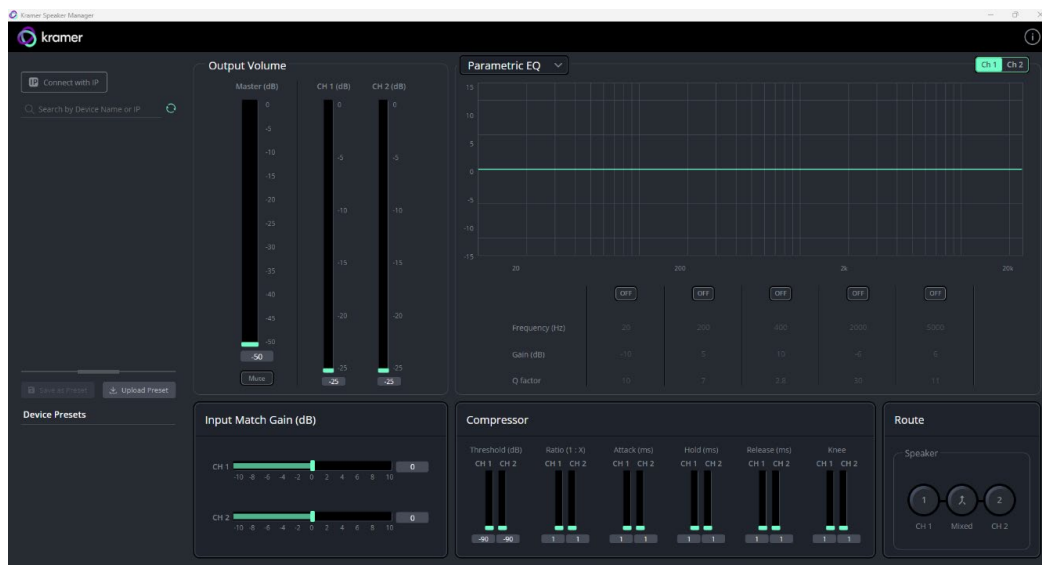 Kramer Speaker Manager
kramer
Connect with IP
Search by Device Name or IP
Save as Preset
Upload Preset
Device Presets
Output Volume
Master (dB) CH 1 (dB) CH 2 (dB)
0 0 0
-5
-10 -5 -5
-15
-20
-25 -10 -10
-30
-35 -15 -15
-40
-45 -20 -20
-50
-50
-25 -25
Mute -25 -25
Parametric EQ
Ch 1 Ch 2
15
10
5
0
-5
-10
-15
20 200 2k 20k
OFF OFF OFF OFF OFF
Frequency (Hz) 20 200 400 2000 5000
Gain (dB) -10 5 10 -6 6
Q factor 10 7 2.8 30 11
Input Match Gain (dB)
CH 1 0
-10 -8 -6 -4 -2 0 2 4 6 8 10
CH 2 0
-10 -8 -6 -4 -2 0 2 4 6 8 10
Compressor
Threshold (dB) Ratio (1 : X) Attack (ms) Hold (ms) Release (ms) Knee
CH 1 CH 2 CH 1 CH 2 CH 1 CH 2 CH 1 CH 2 CH 1 CH 2 CH 1 CH 2
-90 -90 1 1 1 1 1 1 1 1 1 1
Route
Speaker
1 2
CH 1 Mixed CH 2